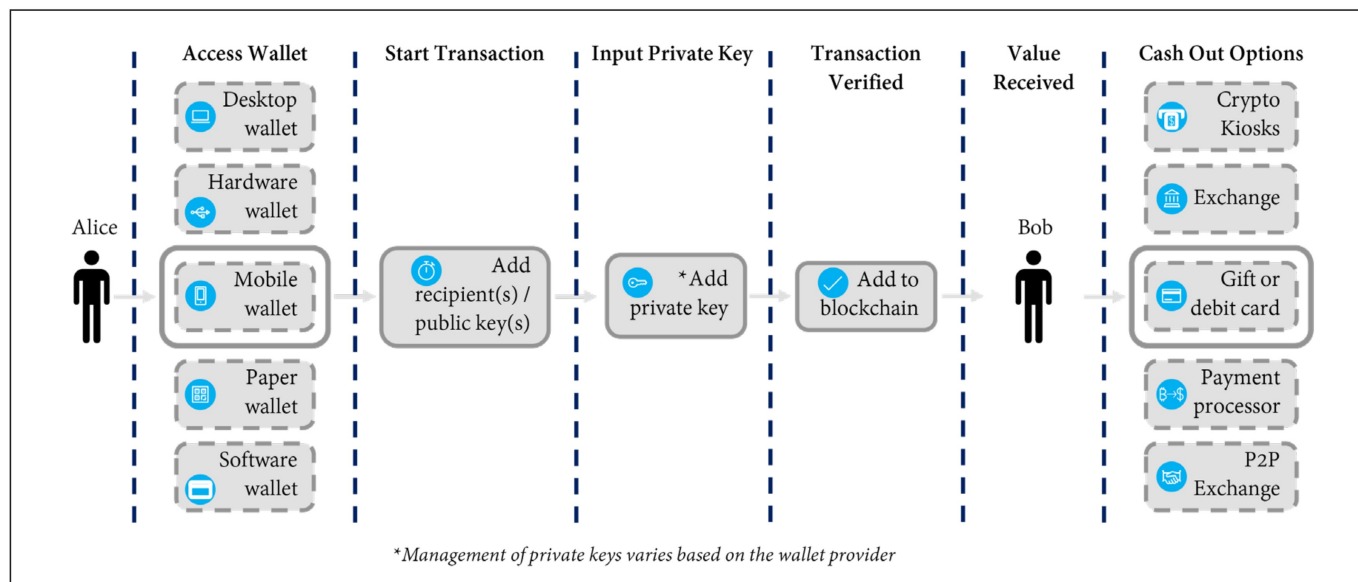 Access Wallet
Start Transaction
Input Private Key
Transaction
Verified
Value
Received
Cash Out Options
Alice
Desktop
wallet
Hardware
wallet
Mobile
wallet
Paper
wallet
Software
wallet
Add
recipient(s) /
public key(s)
*Add
private key
Add to
blockchain
Bob
Crypto
Kiosks
Exchange
Gift or
debit card
Payment
processor
P2P
Exchange
*Management of private keys varies based on the wallet provider